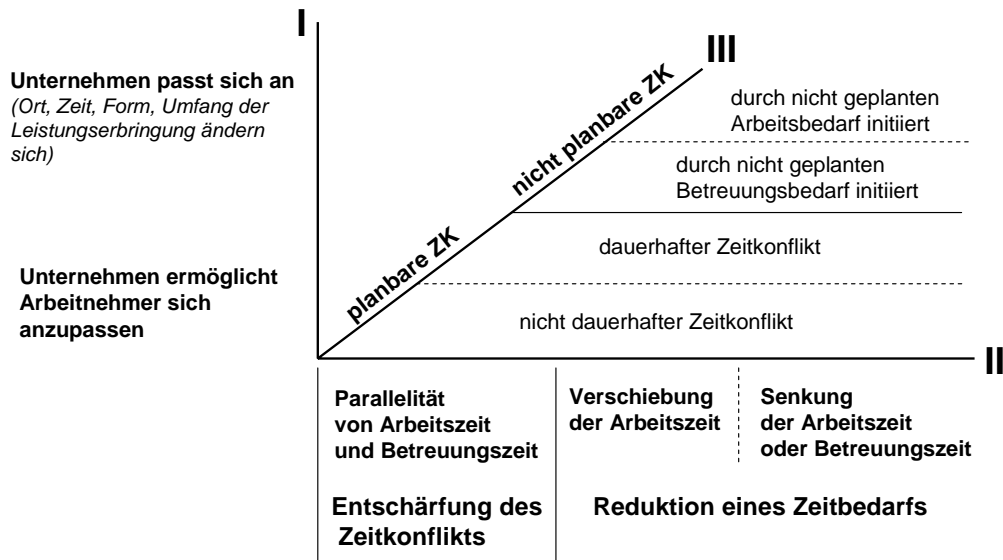 I
Unternehmen passt sich an
(Ort, Zeit, Form, Umfang der
Leistungserbringung ändern
sich)
Unternehmen ermöglicht
Arbeitnehmer sich
anzupassen
III
nicht planbare ZK
planbare ZK
durch nicht geplanten
Arbeitsbedarf initiiert
durch nicht geplanten
Betreuungsbedarf initiiert
dauerhafter Zeitkonflikt
nicht dauerhafter Zeitkonflikt
II
Parallelität
von Arbeitszeit
und Betreuungszeit
Verschiebung
der Arbeitszeit
Senkung
der Arbeitszeit
oder Betreuungszeit
Entschärfung des
Zeitkonflikts
Reduktion eines Zeitbedarfs